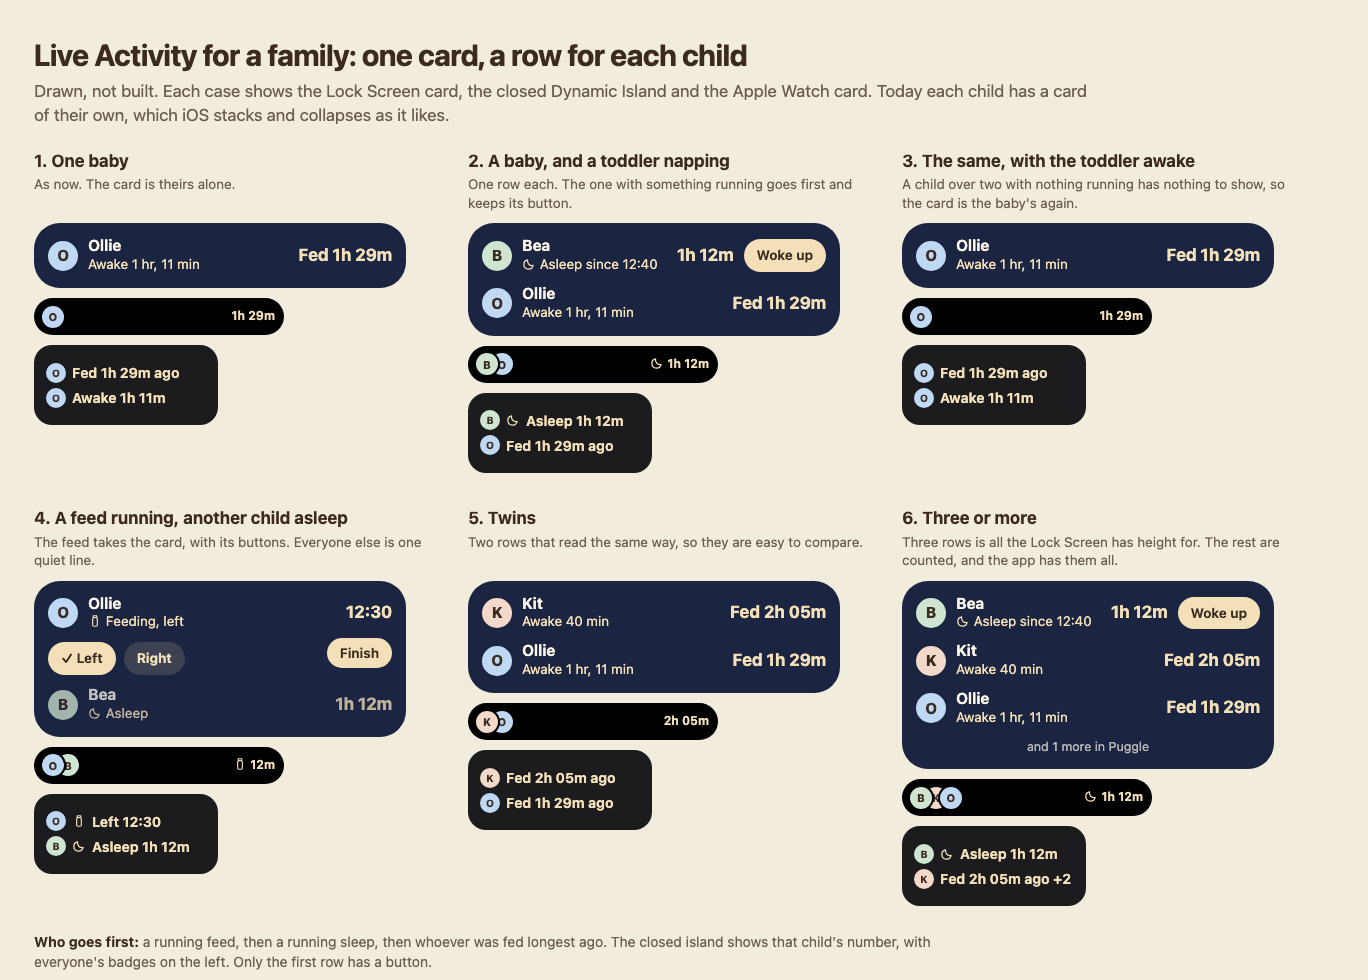 Live Activity for a family: one card, a row for each child
Drawn, not built. Each case shows the Lock Screen card, the closed Dynamic Island and the Apple Watch card. Today each child has a card
of their own, which iOS stacks and collapses as it likes.
1. One baby
As now. The card is theirs alone.
O
Ollie
Awake 1 hr, 11 min
Fed 1h 29m
O
1h 29m
O Fed 1h 29m ago
O Awake 1h 11m
2. A baby, and a toddler napping
One row each. The one with something running goes first and
keeps its button.
B
Bea
Asleep since 12:40
1h 12m
Woke up
O
Ollie
Awake 1 hr, 11 min
Fed 1h 29m
B O
1h 12m
B Asleep 1h 12m
O Fed 1h 29m ago
3. The same, with the toddler awake
A child over two with nothing running has nothing to show, so
the card is the baby's again.
O
Ollie
Awake 1 hr, 11 min
Fed 1h 29m
O
1h 29m
O Fed 1h 29m ago
O Awake 1h 11m
4. A feed running, another child asleep
The feed takes the card, with its buttons. Everyone else is one
quiet line.
O
Ollie
Feeding, left
12:30
✓ Left
Right
Finish
B
Bea
Asleep
1h 12m
O B
12m
O Left 12:30
B Asleep 1h 12m
5. Twins
Two rows that read the same way, so they are easy to compare.
K
Kit
Awake 40 min
Fed 2h 05m
O
Ollie
Awake 1 hr, 11 min
Fed 1h 29m
K O
2h 05m
K Fed 2h 05m ago
O Fed 1h 29m ago
6. Three or more
Three rows is all the Lock Screen has height for. The rest are
counted, and the app has them all.
B
Bea
Asleep since 12:40
1h 12m
Woke up
K
Kit
Awake 40 min
Fed 2h 05m
O
Ollie
Awake 1 hr, 11 min
Fed 1h 29m
and 1 more in Puggle
B K O
1h 12m
B Asleep 1h 12m
K Fed 2h 05m ago +2
Who goes first: a running feed, then a running sleep, then whoever was fed longest ago. The closed island shows that child's number, with
everyone's badges on the left. Only the first row has a button.